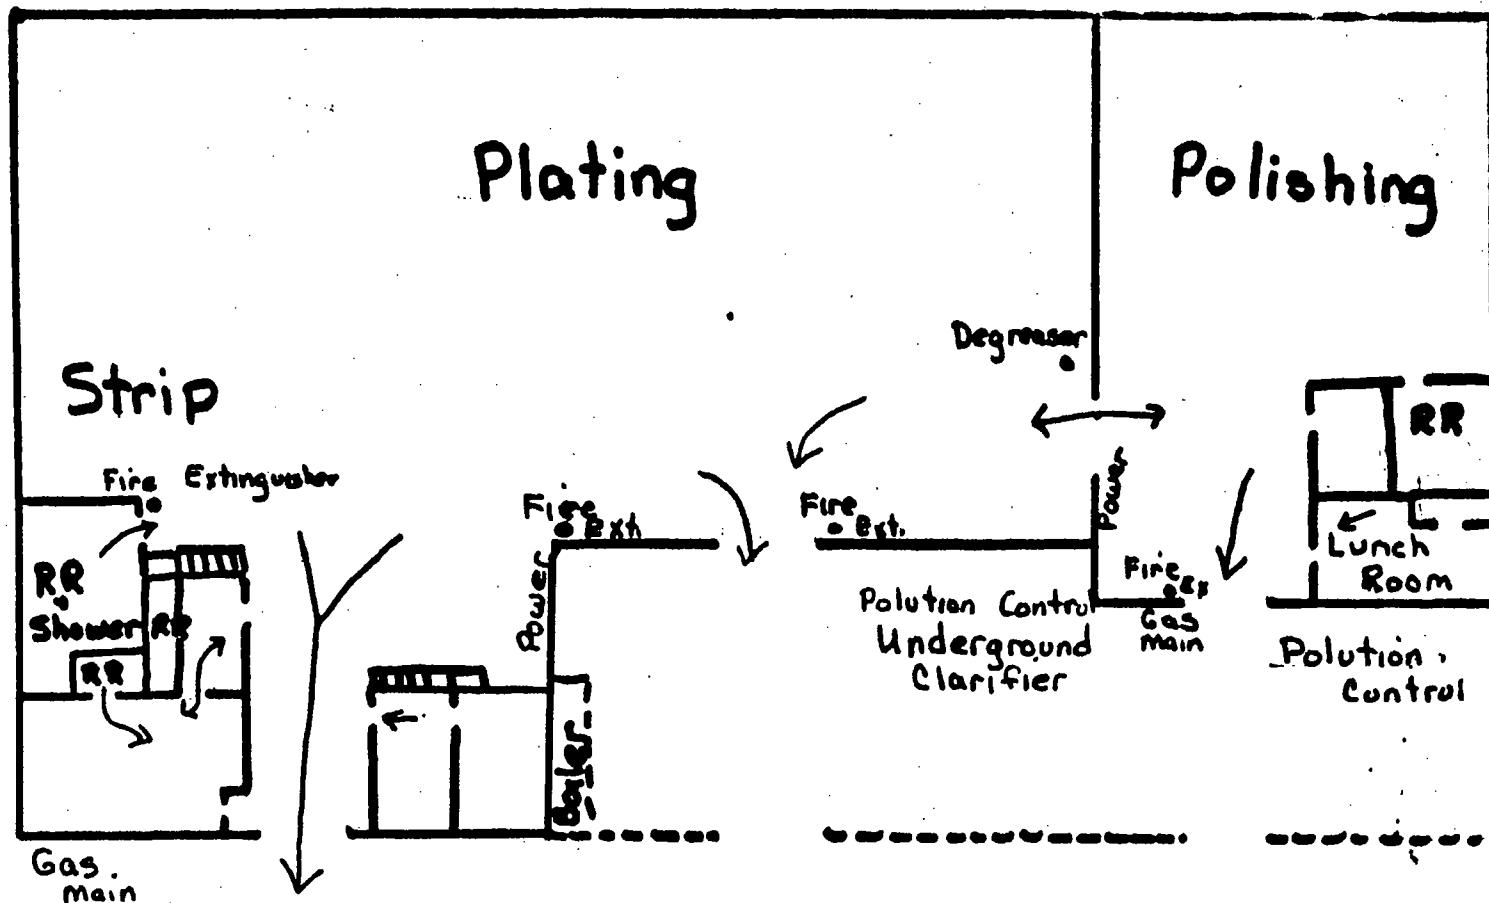 Plating
Polishing
Degreaser
Strip
RR
Fire Extinguisher
Fire
Ext.
Fire
Ext.
Power
Power
Lunch
Room
Fire
Ex
RR
Shower
RR
RR
Polution Control
Underground
Clarifier
Gas
Main
Polution
Control
Boiler
Gas
Main